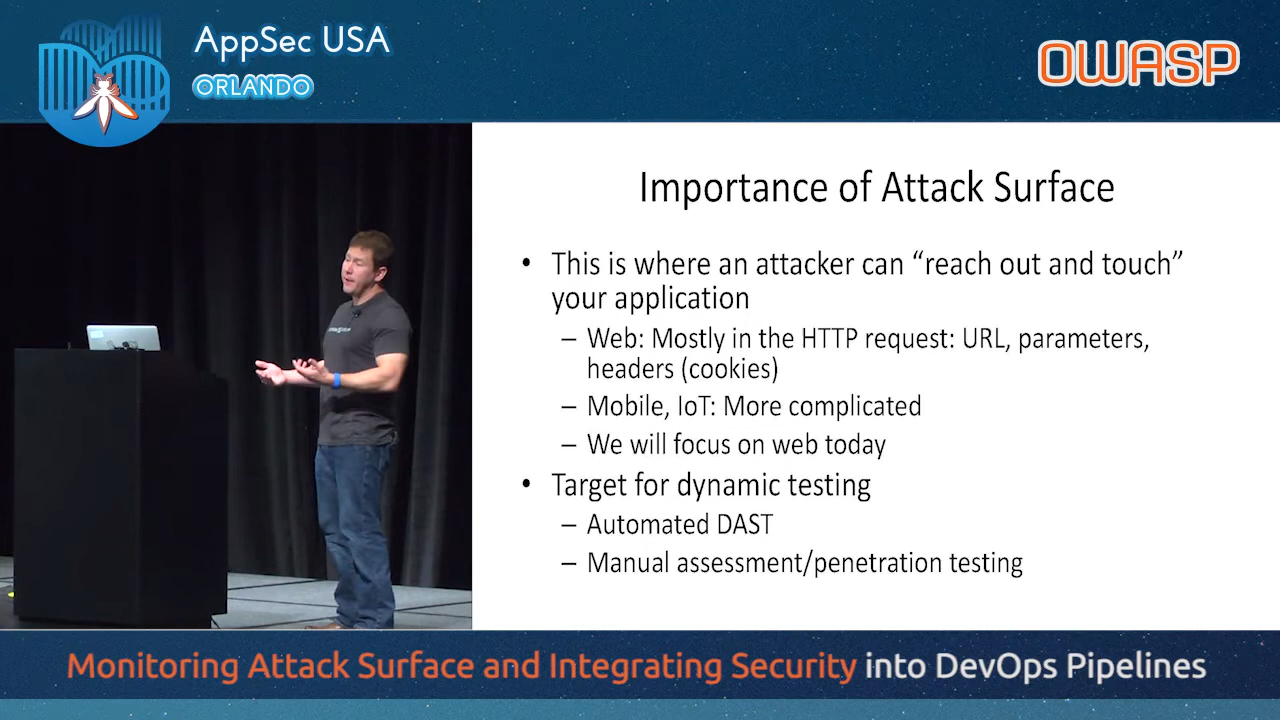 AppSec USA
ORLANDO
OWASP
Importance of Attack Surface
• This is where an attacker can “reach out and touch”
your application
– Web: Mostly in the HTTP request: URL, parameters,
headers (cookies)
– Mobile, IoT: More complicated
– We will focus on web today
• Target for dynamic testing
– Automated DAST
– Manual assessment/penetration testing
Monitoring Attack Surface and Integrating Security into DevOps Pipelines